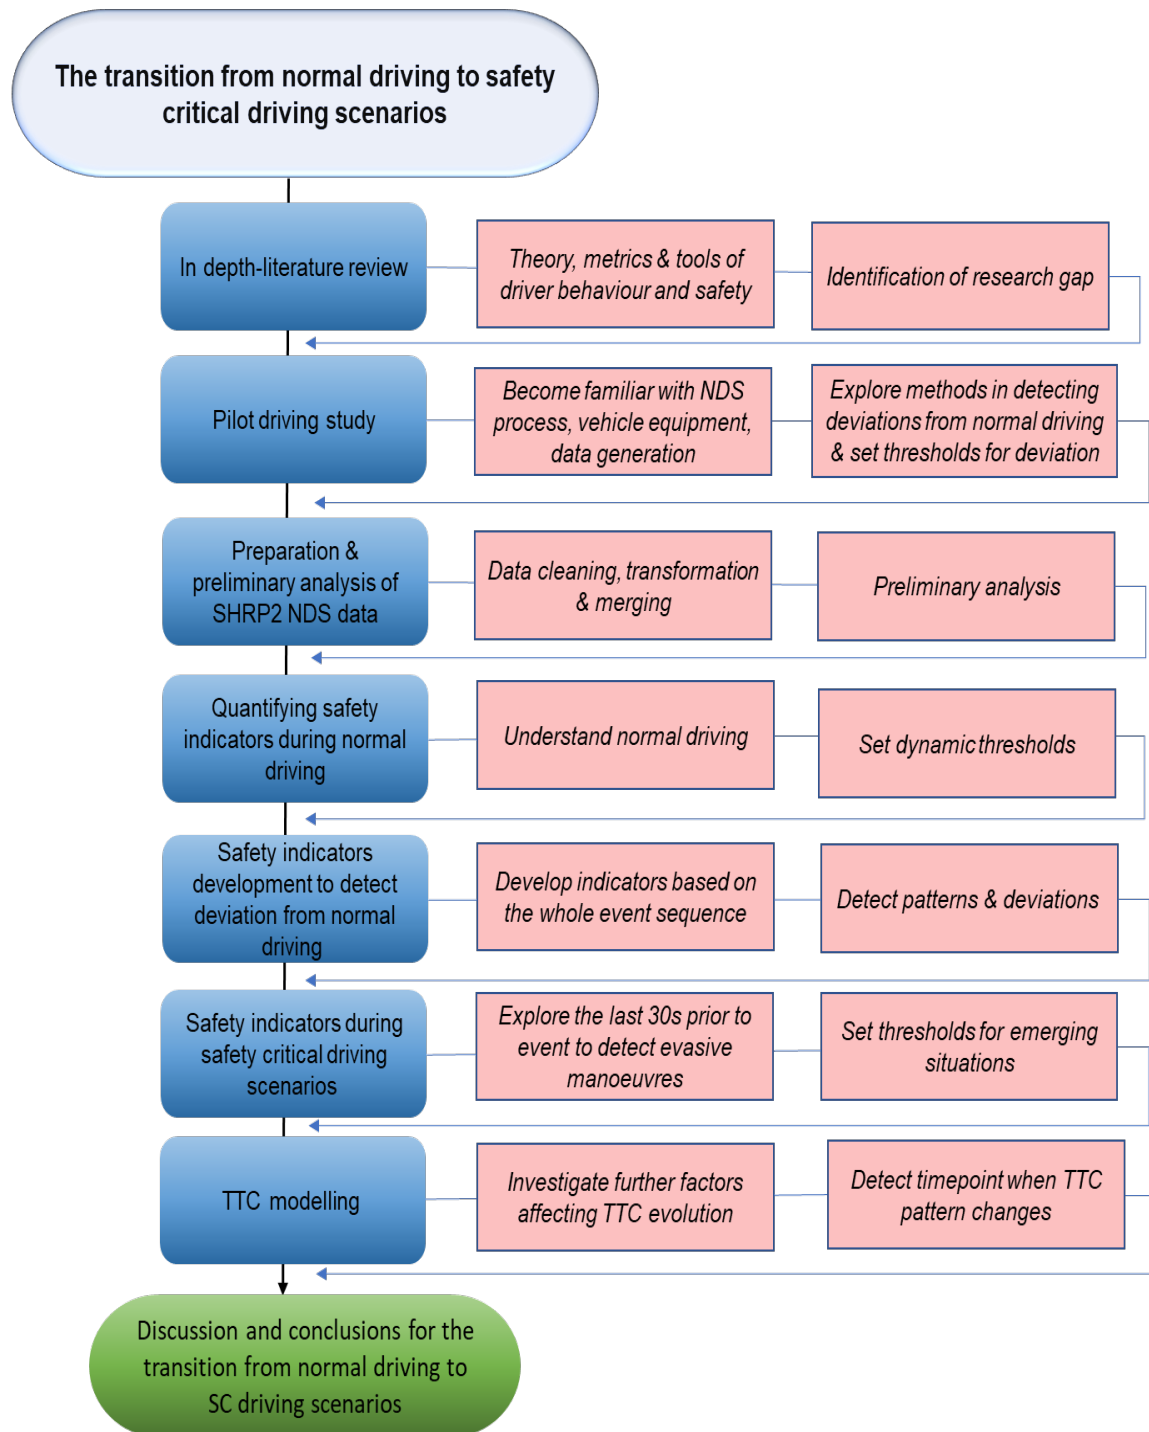 The transition from normal driving to safety
critical driving scenarios
In depth-literature review
Theory, metrics & tools of
driver behaviour and safety
Identification of research gap
Pilot driving study
Become familiar with NDS
process, vehicle equipment,
data generation
Explore methods in detecting
deviations from normal driving
& set thresholds for deviation
Preparation &
preliminary analysis of
SHRP2 NDS data
Data cleaning, transformation
& merging
Preliminary analysis
Quantifying safety
indicators during normal
driving
Understand normal driving
Set dynamic thresholds
Safety indicators
development to detect
deviation from normal
driving
Develop indicators based on
the whole event sequence
Detect patterns & deviations
Safety indicators during
safety critical driving
scenarios
Explore the last 30s prior to
event to detect evasive
manoeuvres
Set thresholds for emerging
situations
TTC modelling
Investigate further factors
affecting TTC evolution
Detect timepoint when TTC
pattern changes
Discussion and conclusions for the
transition from normal driving to
SC driving scenarios